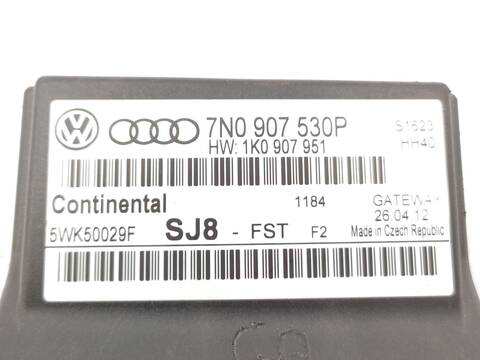 7N0 907 530P S1623
HW: 1K0 907 951 HH40
Continental 1184 GATEWAY
5WK50029F SJ8 - FST F2 26.04.12
Made in Czech Republic